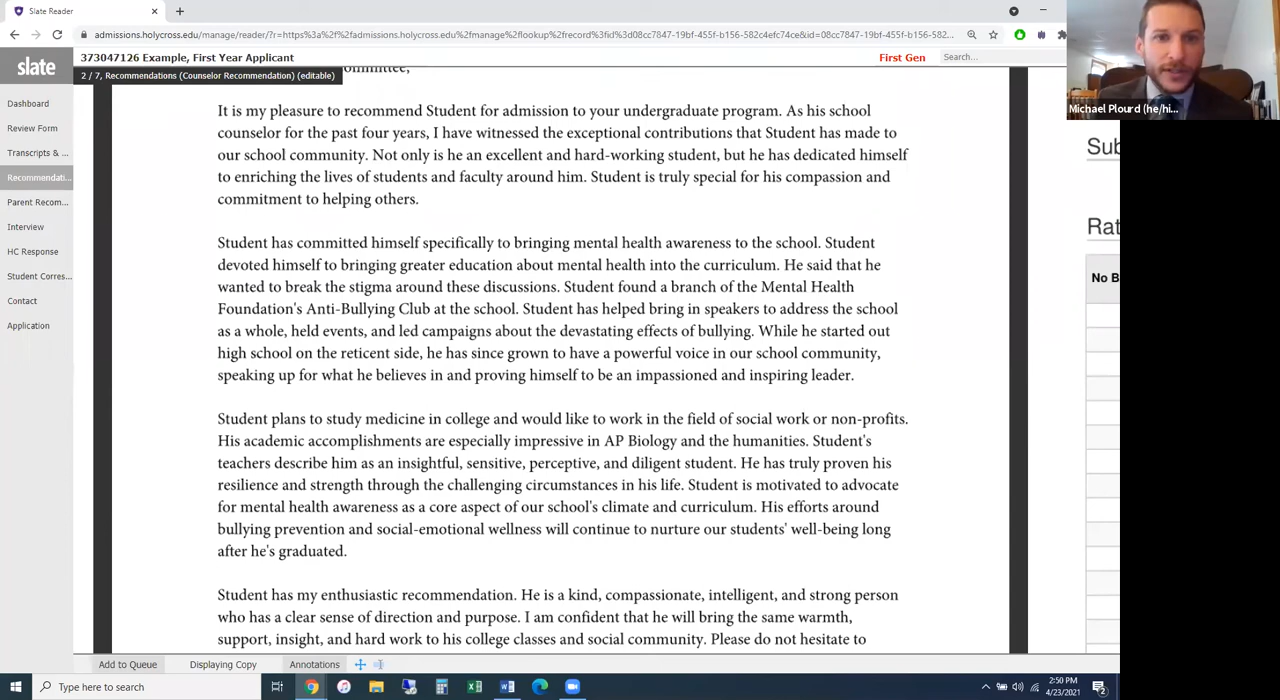 Slate Reader
admissions.holycross.edu/manage/reader/?r=https%3a%2f%2fadmissions.holycross.edu%2fmanage%2flookup%2frecord%3fid%3d08cc7847-19bf-455f-b156-582c4efc74ce&id=08cc7847-19bf-455f-b156-582c...
slate
373047126 Example, First Year Applicant
First Gen
Search...
2 / 7, Recommendations (Counselor Recommendation) (editable)
Michael Plourd (he/hi...
Dashboard
Review Form
Transcripts & ...
Recommendati...
Parent Recom...
Interview
HC Response
Student Corres...
Contact
Application
It is my pleasure to recommend Student for admission to your undergraduate program. As his school
counselor for the past four years, I have witnessed the exceptional contributions that Student has made to
our school community. Not only is he an excellent and hard-working student, but he has dedicated himself
to enriching the lives of students and faculty around him. Student is truly special for his compassion and
commitment to helping others.
Student has committed himself specifically to bringing mental health awareness to the school. Student
devoted himself to bringing greater education about mental health into the curriculum. He said that he
wanted to break the stigma around these discussions. Student found a branch of the Mental Health
Foundation's Anti-Bullying Club at the school. Student has helped bring in speakers to address the school
as a whole, held events, and led campaigns about the devastating effects of bullying. While he started out
high school on the reticent side, he has since grown to have a powerful voice in our school community,
speaking up for what he believes in and proving himself to be an impassioned and inspiring leader.
Student plans to study medicine in college and would like to work in the field of social work or non-profits.
His academic accomplishments are especially impressive in AP Biology and the humanities. Student's
teachers describe him as an insightful, sensitive, perceptive, and diligent student. He has truly proven his
resilience and strength through the challenging circumstances in his life. Student is motivated to advocate
for mental health awareness as a core aspect of our school's climate and curriculum. His efforts around
bullying prevention and social-emotional wellness will continue to nurture our students' well-being long
after he's graduated.
Student has my enthusiastic recommendation. He is a kind, compassionate, intelligent, and strong person
who has a clear sense of direction and purpose. I am confident that he will bring the same warmth,
support, insight, and hard work to his college classes and social community. Please do not hesitate to
Sub
Rat
No B
Add to Queue
Displaying Copy
Annotations
Type here to search
2:50 PM
4/23/2021
2